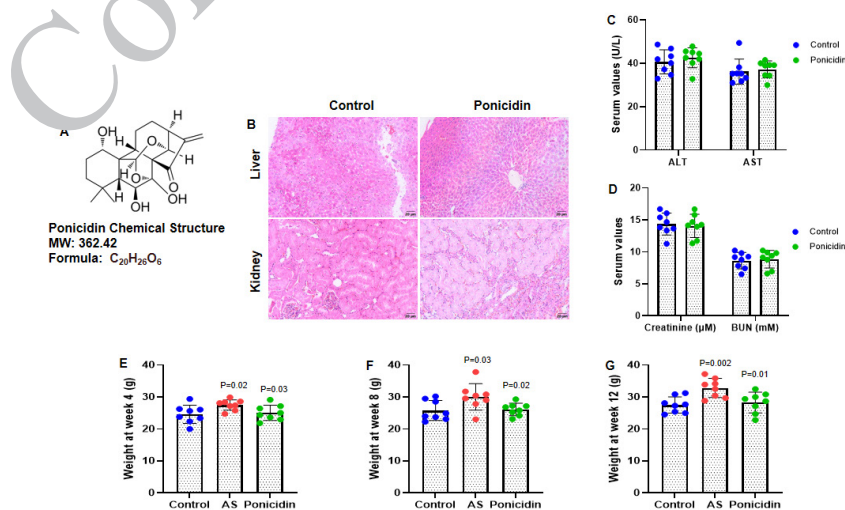 Co
A
OH
H
H
O
H
H
O
O
H
OH
OH
Ponicidin Chemical Structure
MW: 362.42
Formula: C₂₀H₂₆O₆
B
Control Ponicidin
Liver
Kidney
C
Serum values (U/L)
60
40
20
0
ALT AST
Control
Ponicidin
D
Serum values
20
15
10
5
0
Creatinine (μM) BUN (mM)
Control
Ponicidin
E
Weight at week 4 (g)
40
30
20
10
0
P=0.02
P=0.03
Control AS Ponicidin
F
Weight at week 8 (g)
40
30
20
10
0
P=0.03
P=0.02
Control AS Ponicidin
G
Weight at week 12 (g)
40
30
20
10
0
P=0.002
P=0.01
Control AS Ponicidin